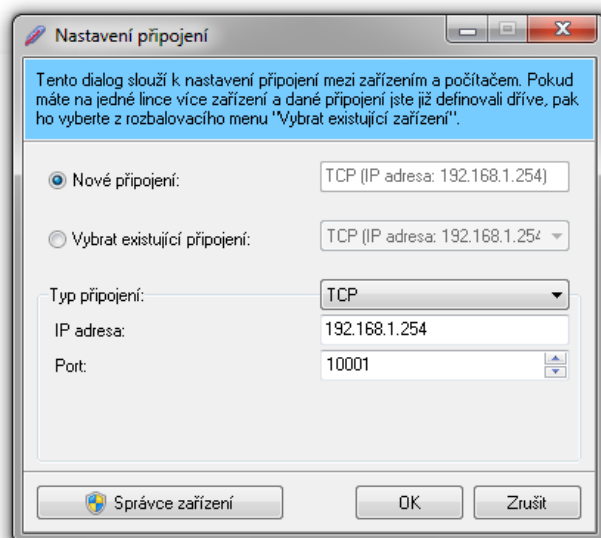 Nastavení připojení
Tento dialog slouží k nastavení připojení mezi zařízením a počítačem. Pokud
máte na jedné lince více zařízení a dané připojení jste již definovali dříve, pak
ho vyberte z rozbalovacího menu "Vybrat existující zařízení".
Nové připojení: TCP (IP adresa: 192.168.1.254)
Vybrat existující připojení: TCP (IP adresa: 192.168.1.254
Typ připojení: TCP
IP adresa: 192.168.1.254
Port: 10001
Správce zařízení OK Zrušit